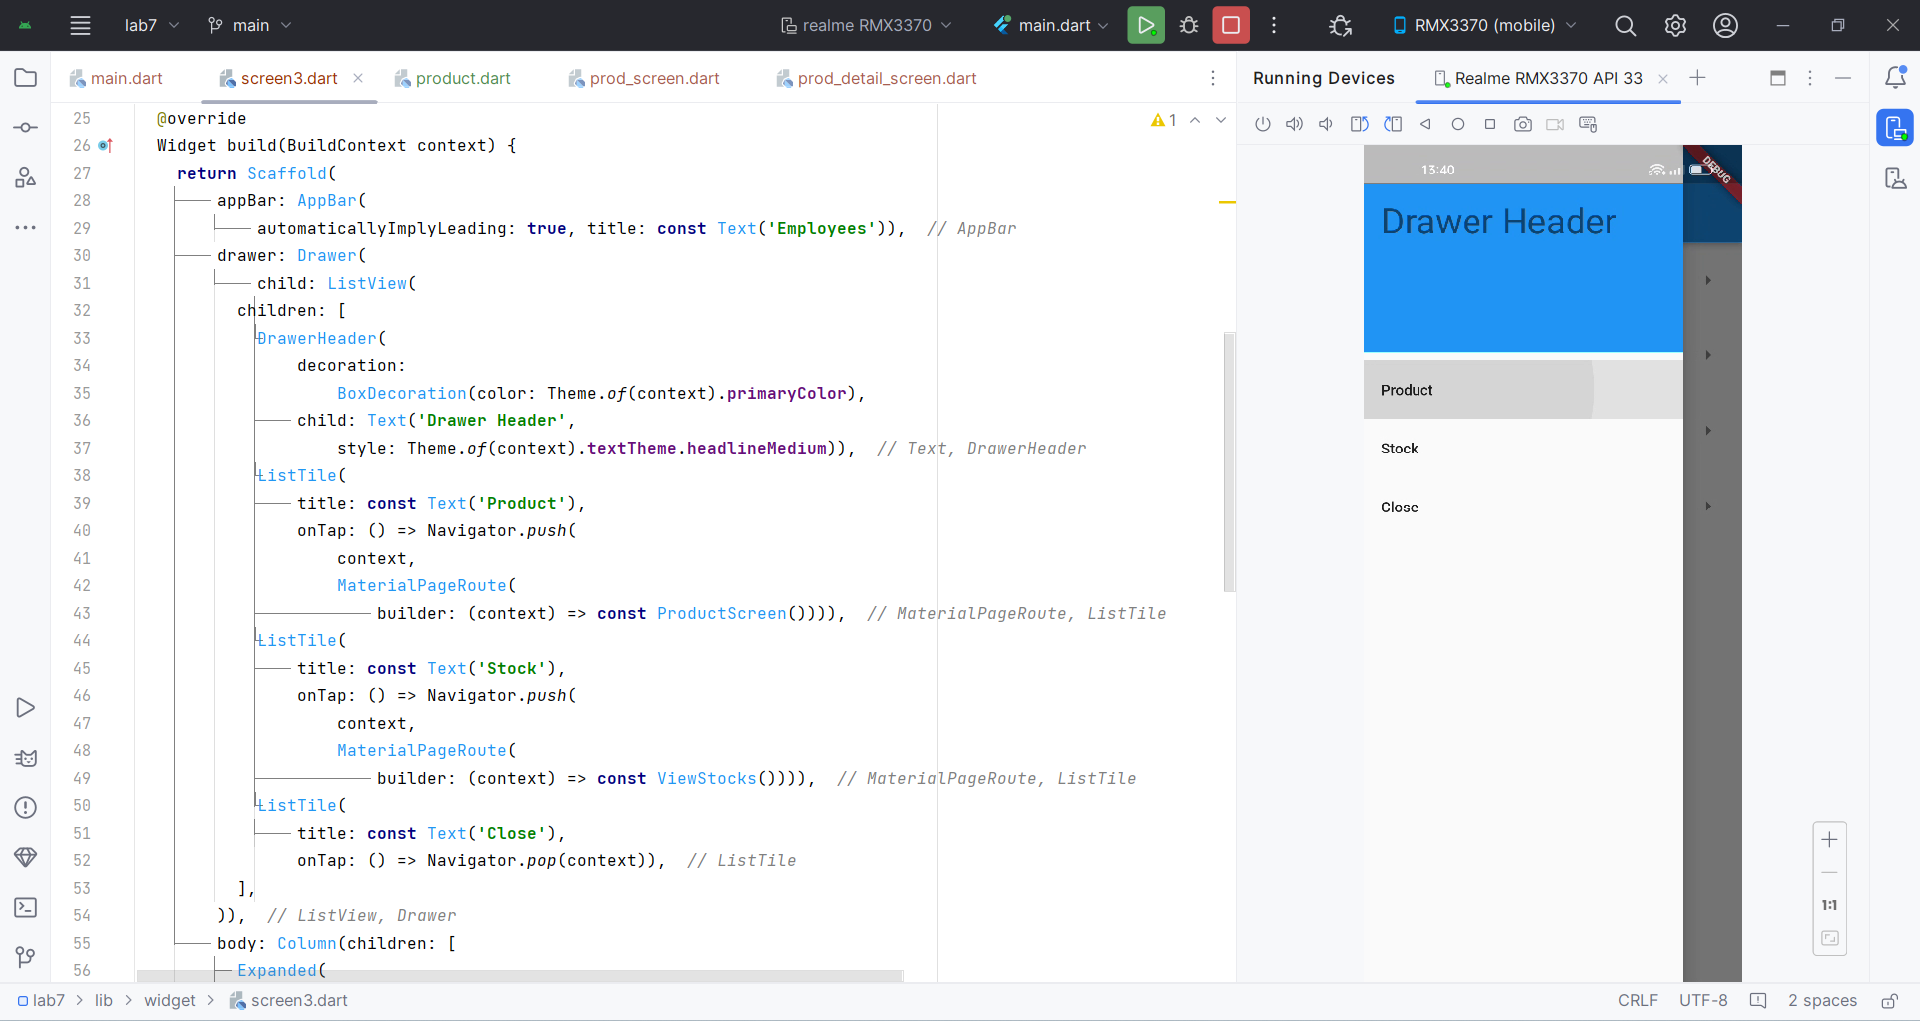 lab7
main
realme RMX3370
main.dart
RMX3370 (mobile)
main.dart
screen3.dart
product.dart
prod_screen.dart
prod_detail_screen.dart
Running Devices
Realme RMX3370 API 33
25 @override
1
26 Widget build(BuildContext context) {
27 return Scaffold(
28 appBar: AppBar(
29 automaticallyImplyLeading: true, title: const Text('Employees')), // AppBar
30 drawer: Drawer(
31 child: ListView(
32 children: [
33 DrawerHeader(
34 decoration:
35 BoxDecoration(color: Theme.of(context).primaryColor),
36 child: Text('Drawer Header',
37 style: Theme.of(context).textTheme.headlineMedium)), // Text, DrawerHeader
38 ListTile(
39 title: const Text('Product'),
40 onTap: () => Navigator.push(
41 context,
42 MaterialPageRoute(
43 builder: (context) => const ProductScreen()))), // MaterialPageRoute, ListTile
44 ListTile(
45 title: const Text('Stock'),
46 onTap: () => Navigator.push(
47 context,
48 MaterialPageRoute(
49 builder: (context) => const ViewStocks()))), // MaterialPageRoute, ListTile
50 ListTile(
51 title: const Text('Close'),
52 onTap: () => Navigator.pop(context)), // ListTile
53 ],
54 )), // ListView, Drawer
55 body: Column(children: [
56 Expanded(
13:40
DEBUG
Drawer Header
Product
Stock
Close
1:1
lab7 > lib > widget > screen3.dart
CRLF
UTF-8
2 spaces